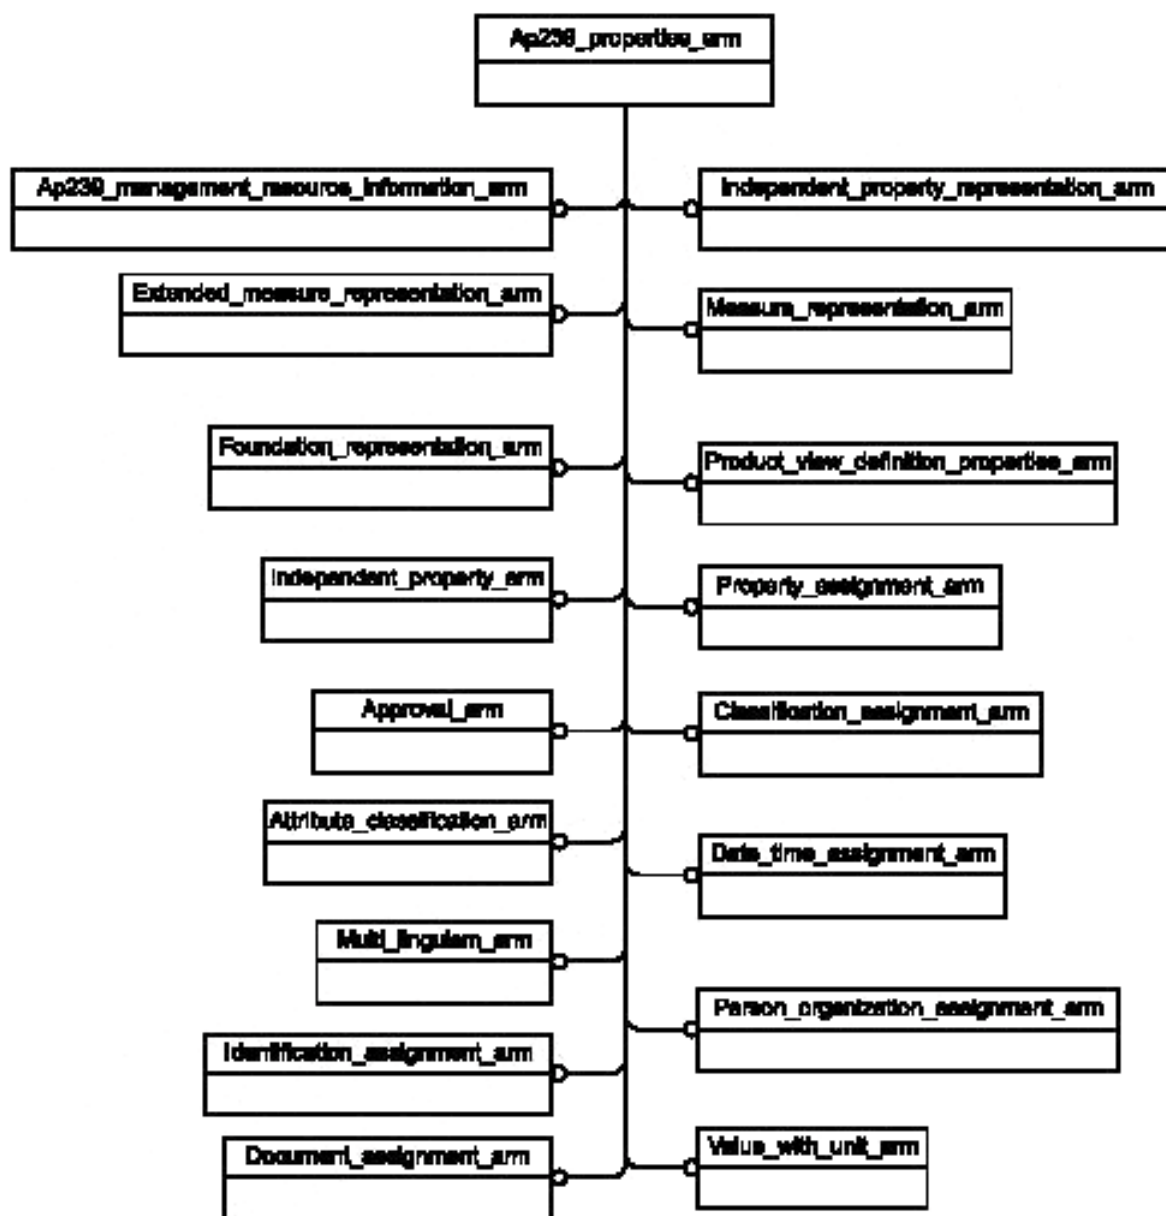 Ap239_properties_arm
Ap239_management_resource_information_arm
Independent_property_representation_arm
Extended_measure_representation_arm
Measure_representation_arm
Foundation_representation_arm
Product_view_definition_properties_arm
Independent_property_arm
Property_assignment_arm
Approval_arm
Classification_assignment_arm
Attribute_classification_arm
Date_time_assignment_arm
Multi_linguism_arm
Person_organization_assignment_arm
Identification_assignment_arm
Document_assignment_arm
Value_with_unit_arm